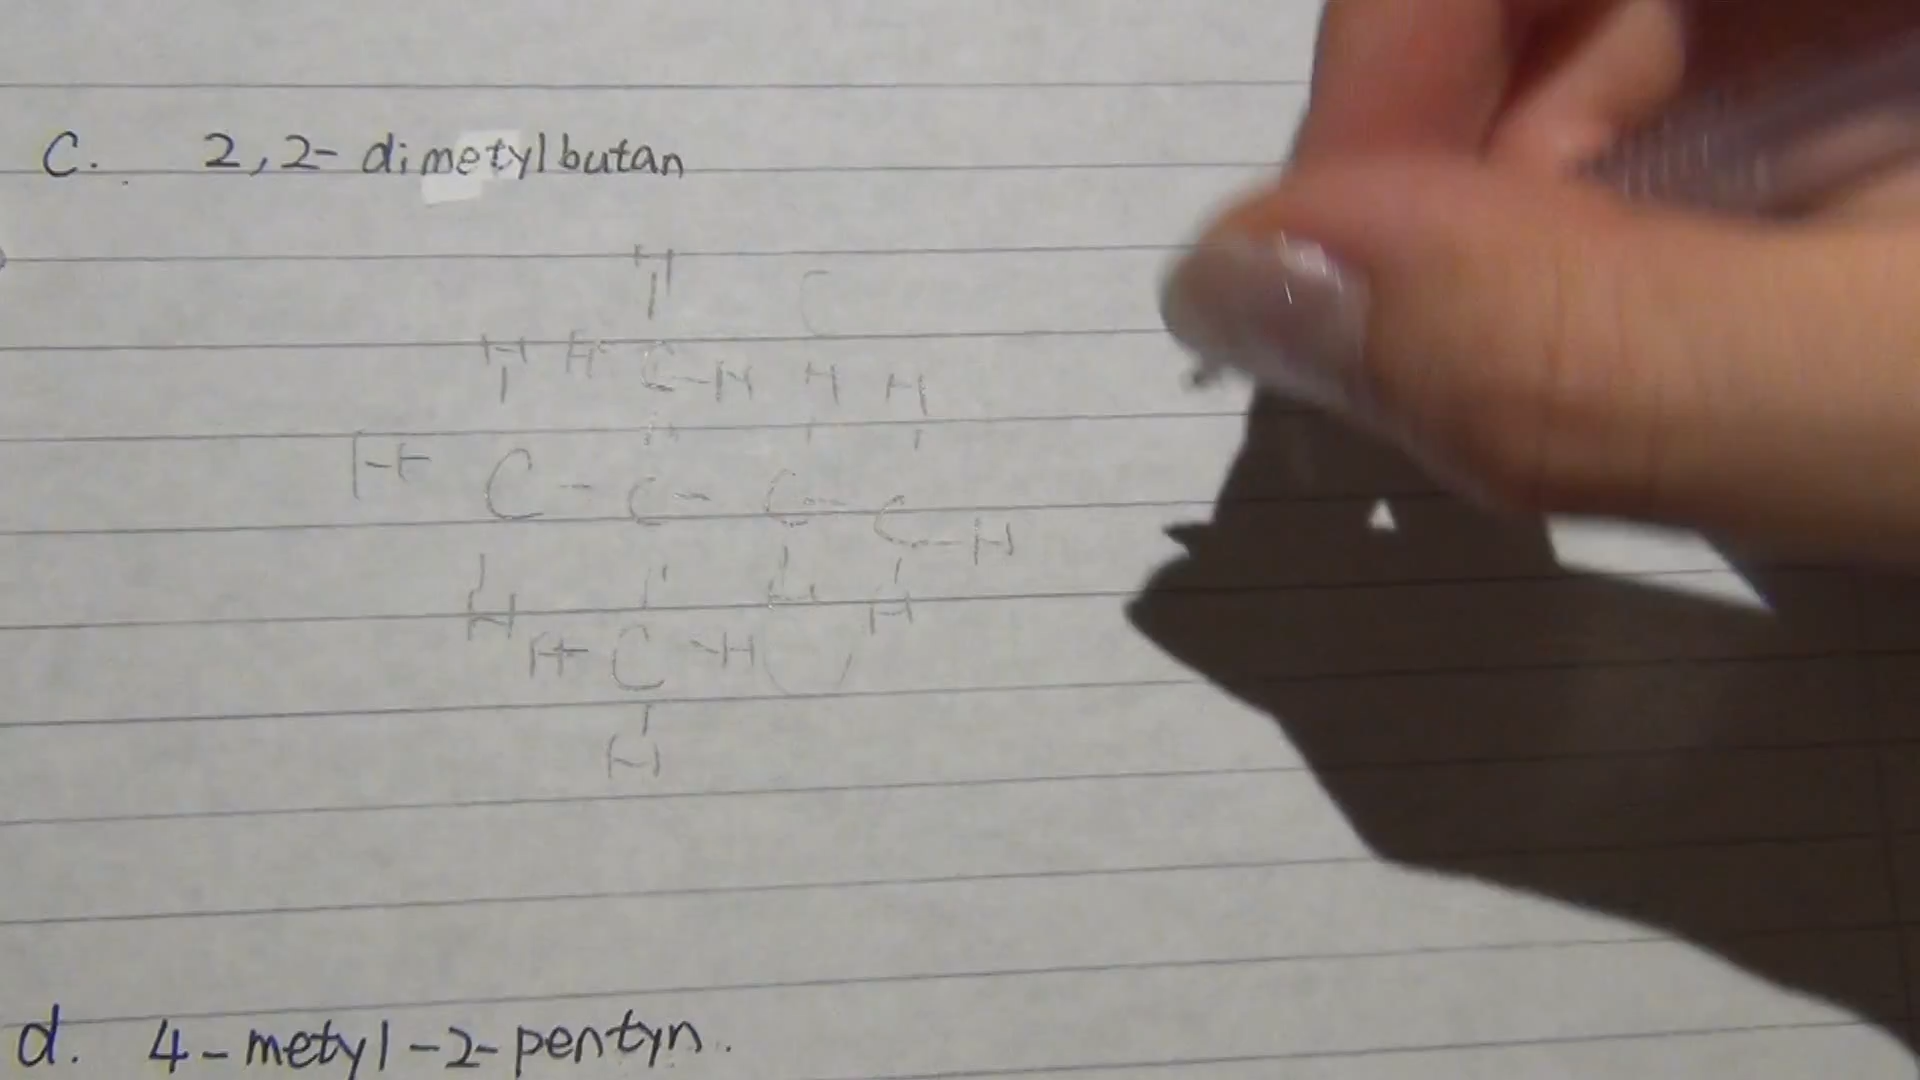 C. 2,2-dimetylbutan
H
H H C-H H H
H C - C - C - C - H
H H H
H C - H
H
d. 4-metyl-2-pentyn.